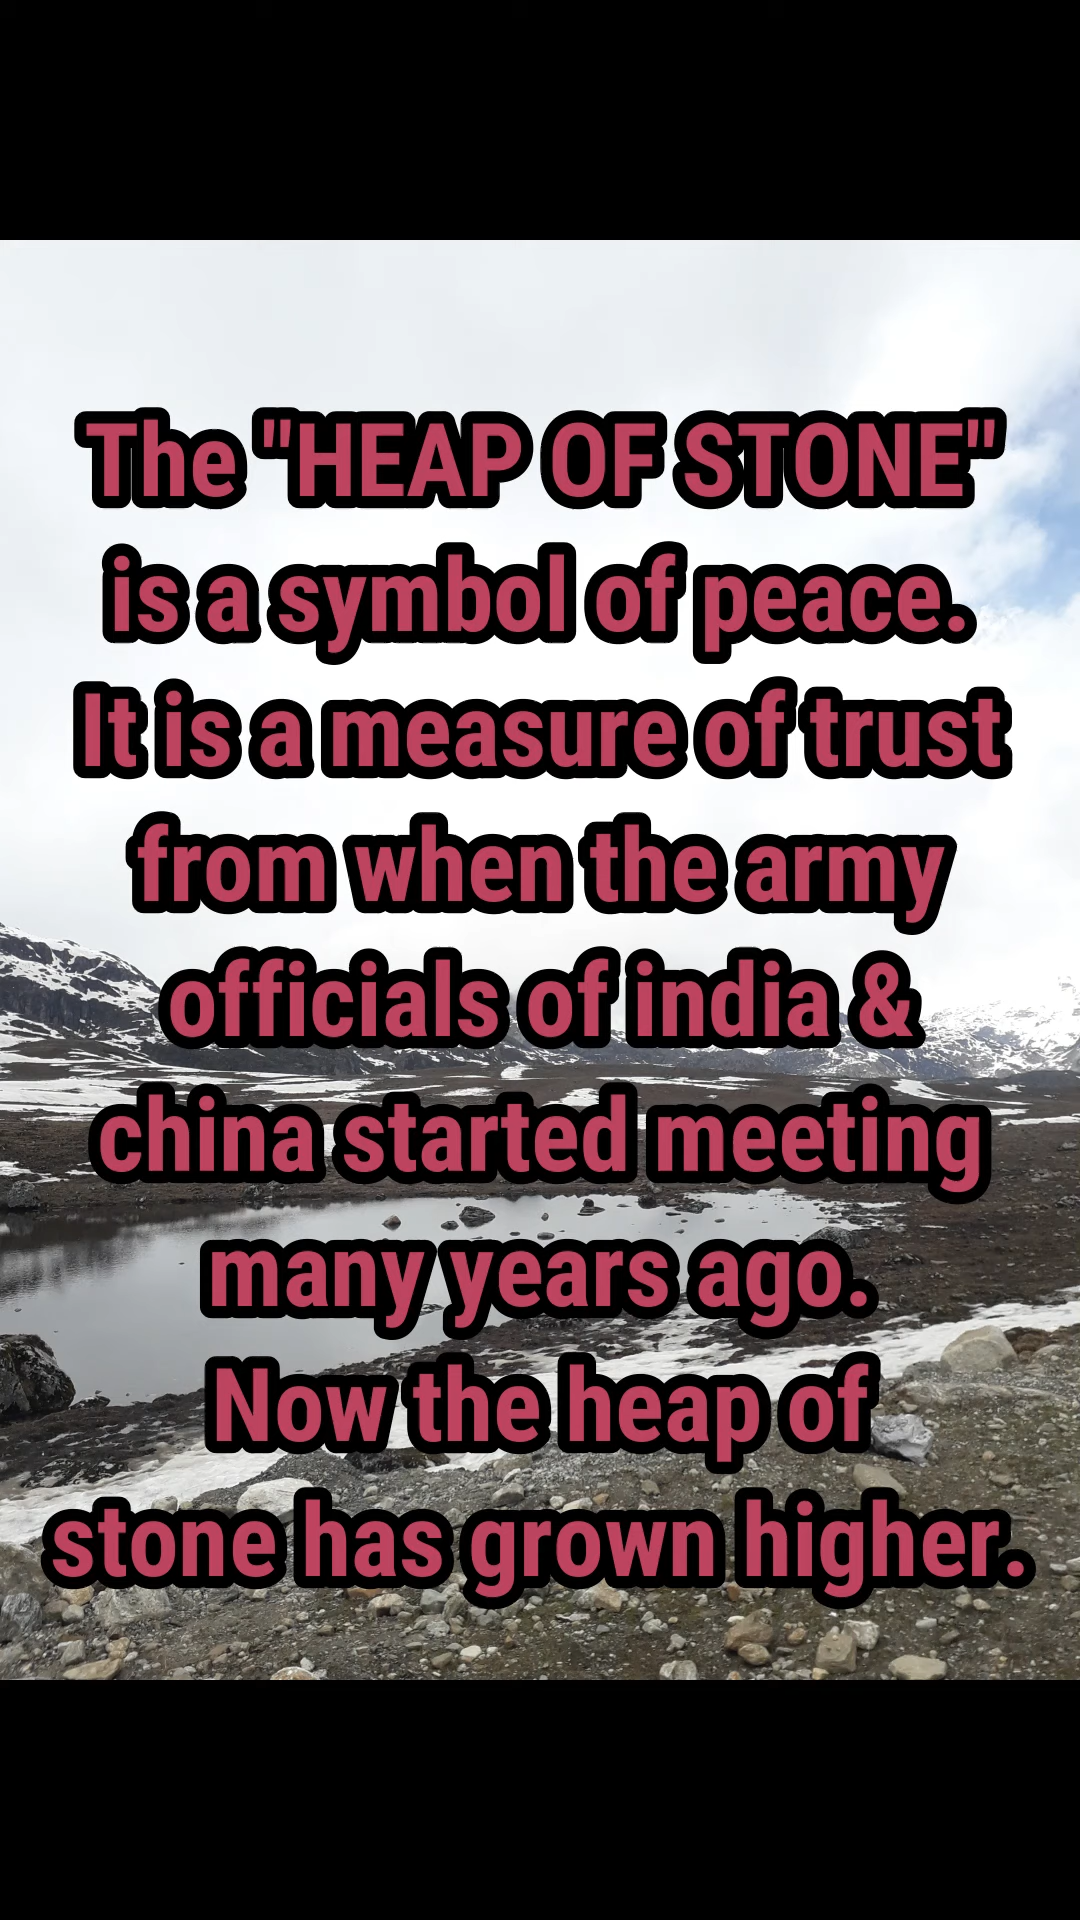 The "HEAP OF STONE"
is a symbol of peace.
It is a measure of trust
from when the army
officials of india &
china started meeting
many years ago.
Now the heap of
stone has grown higher.